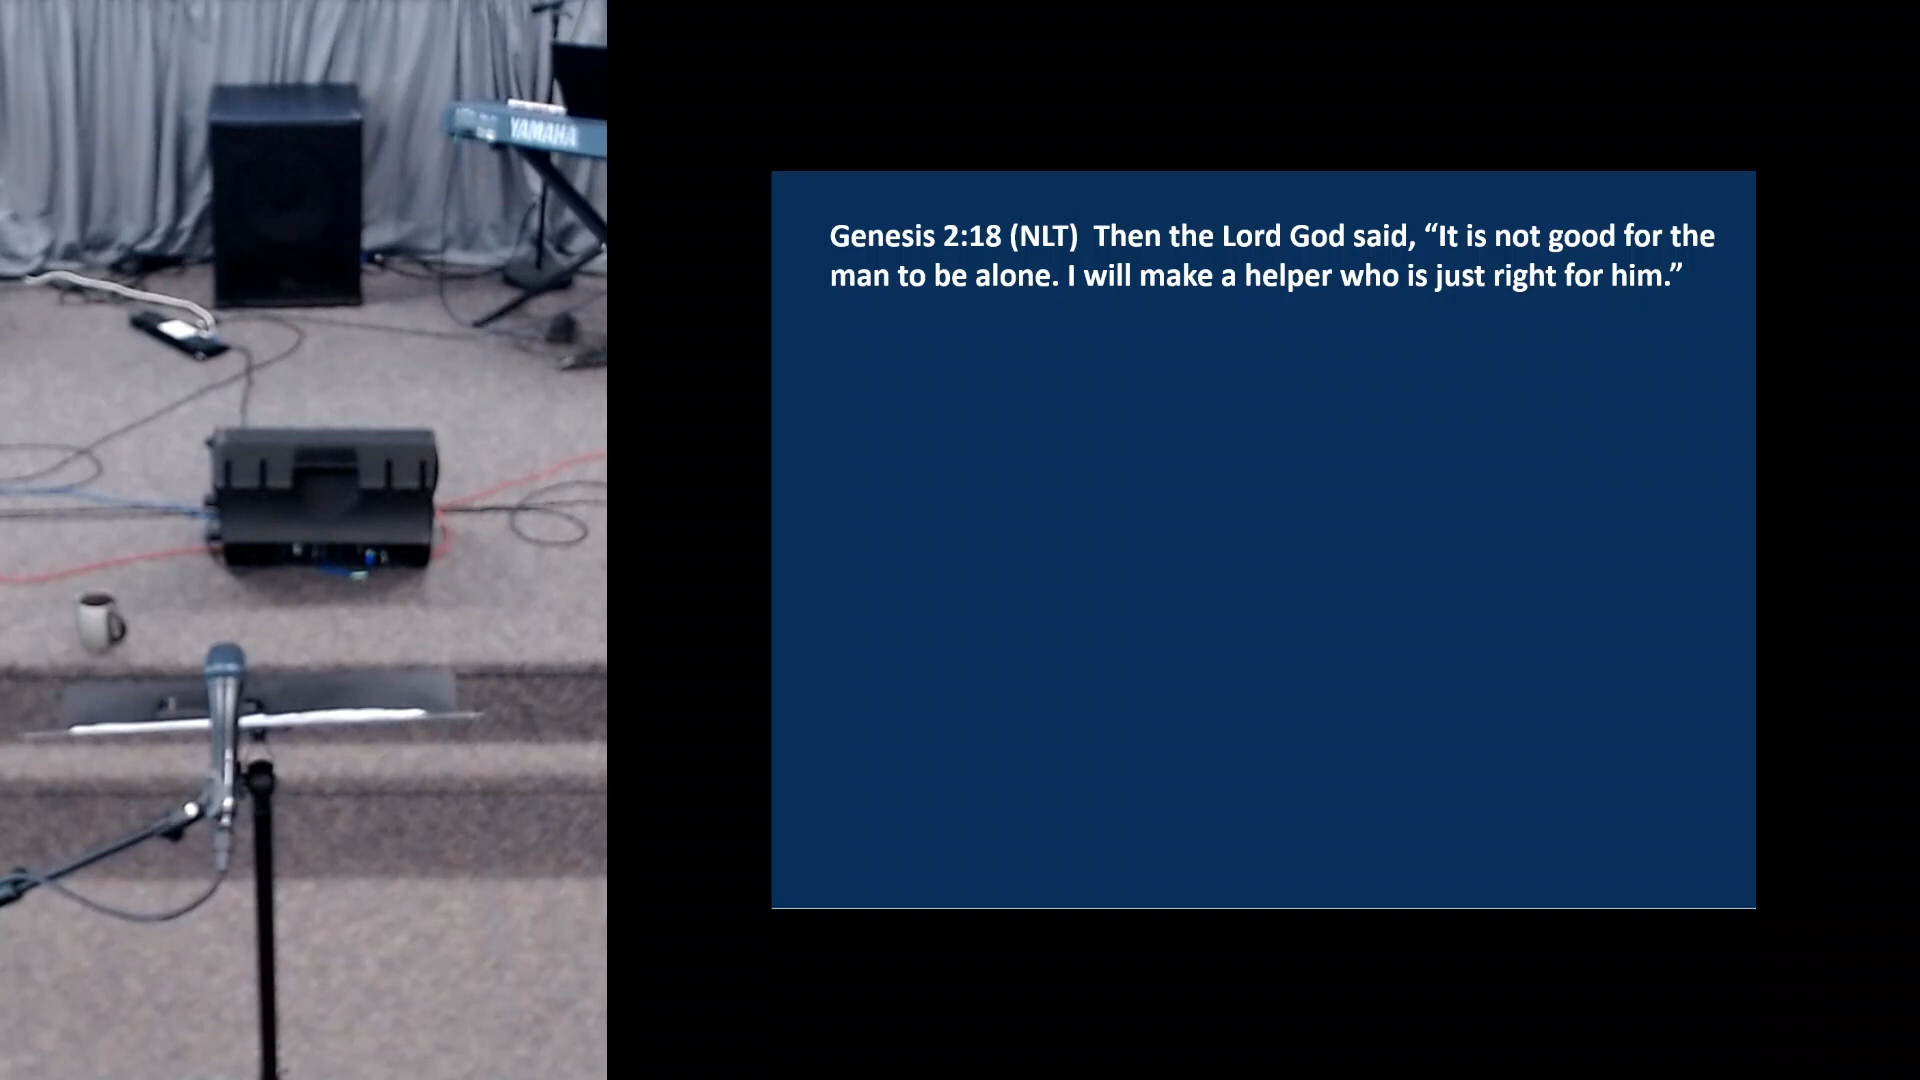 YAMAHA
Genesis 2:18 (NLT)  Then the Lord God said, “It is not good for the
man to be alone. I will make a helper who is just right for him.”